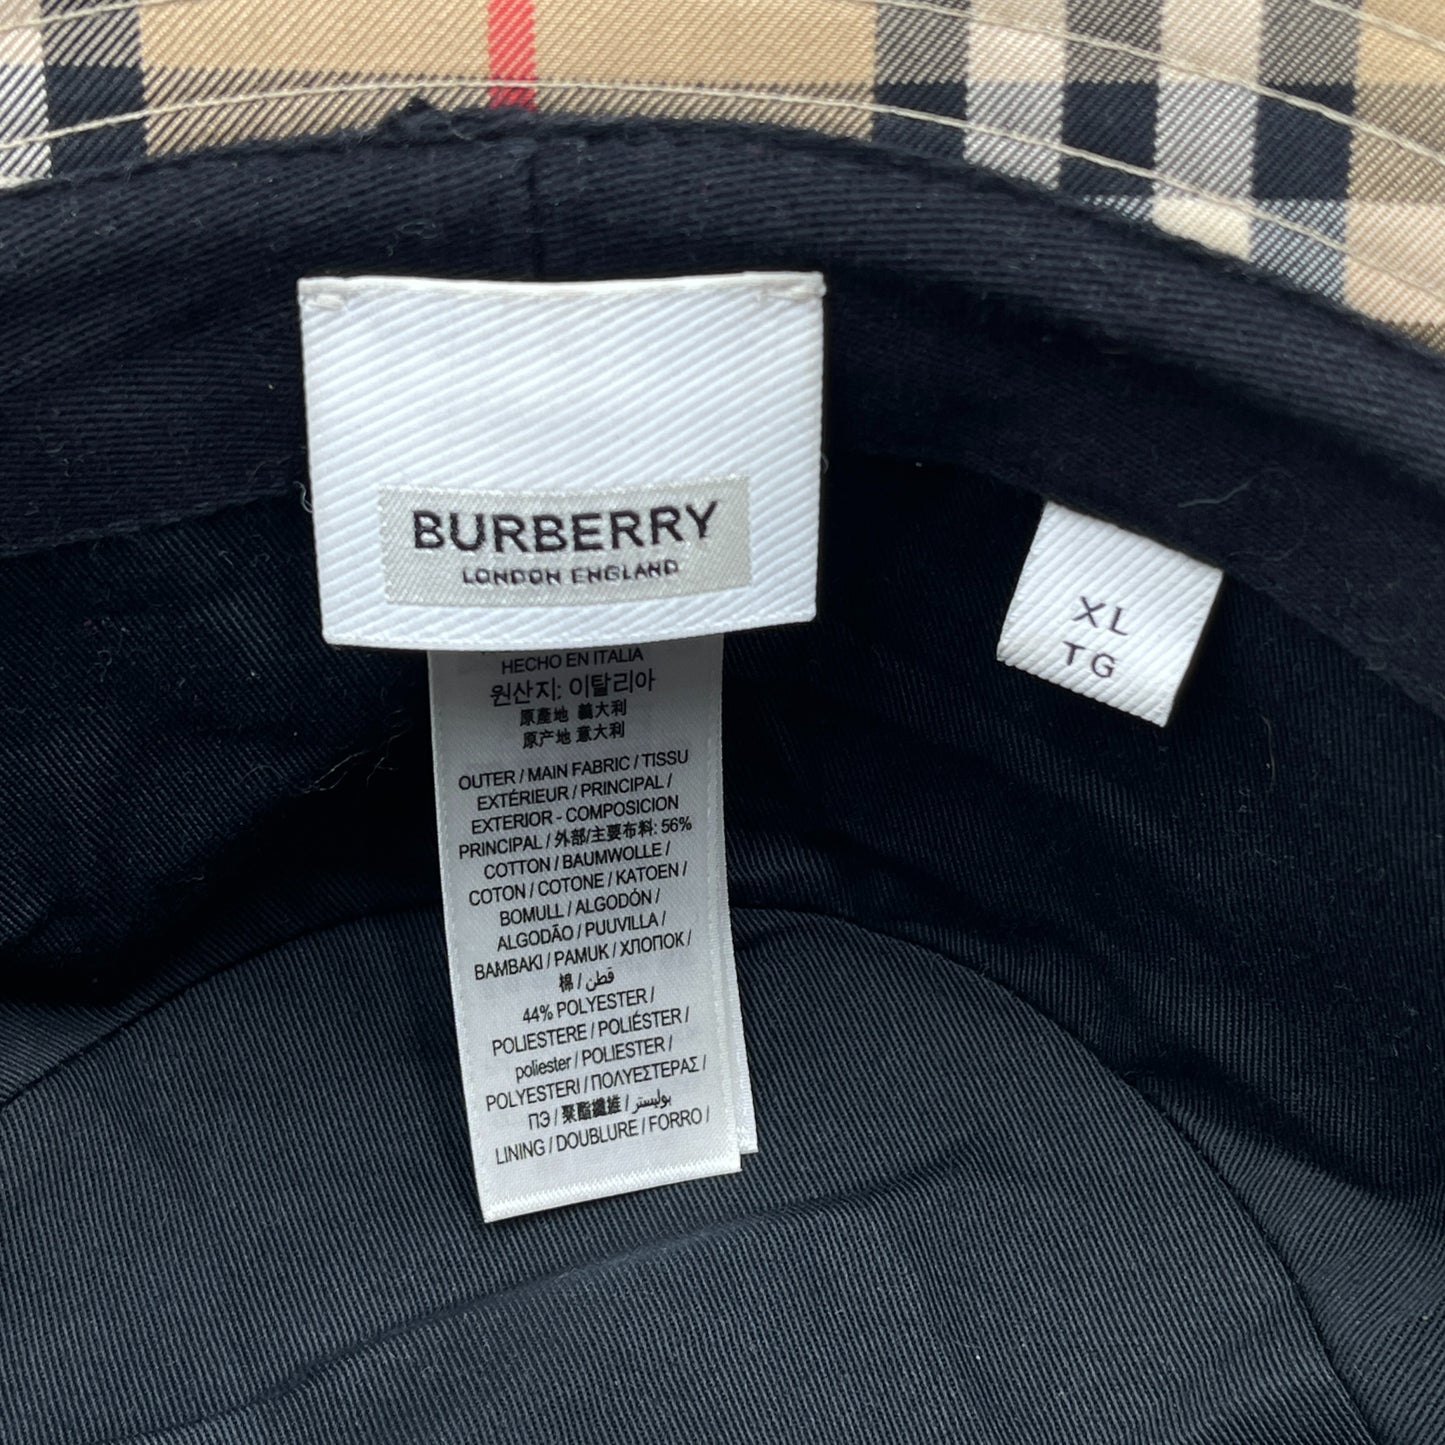 BURBERRY
LONDON ENGLAND
XL
TG
HECHO EN ITALIA
원산지: 이탈리아
原產地 義大利
原产地 意大利
OUTER / MAIN FABRIC / TISSU
EXTÉRIEUR / PRINCIPAL /
EXTERIOR - COMPOSICION
PRINCIPAL / 外部/主要布料: 56%
COTTON / BAUMWOLLE /
COTON / COTONE / KATOEN /
BOMULL / ALGODÓN /
ALGODÃO / PUUVILLA /
BAMBAKI / PAMUK / ХЛОПОК /
棉 / قطن
44% POLYESTER /
POLIESTERE / POLIÉSTER /
poliester / POLIESTER /
POLYESTERI / ΠΟΛΥΕΣΤΕΡΑΣ /
ПЭ / 聚酯纖維 / بوليستر
LINING / DOUBLURE / FORRO /